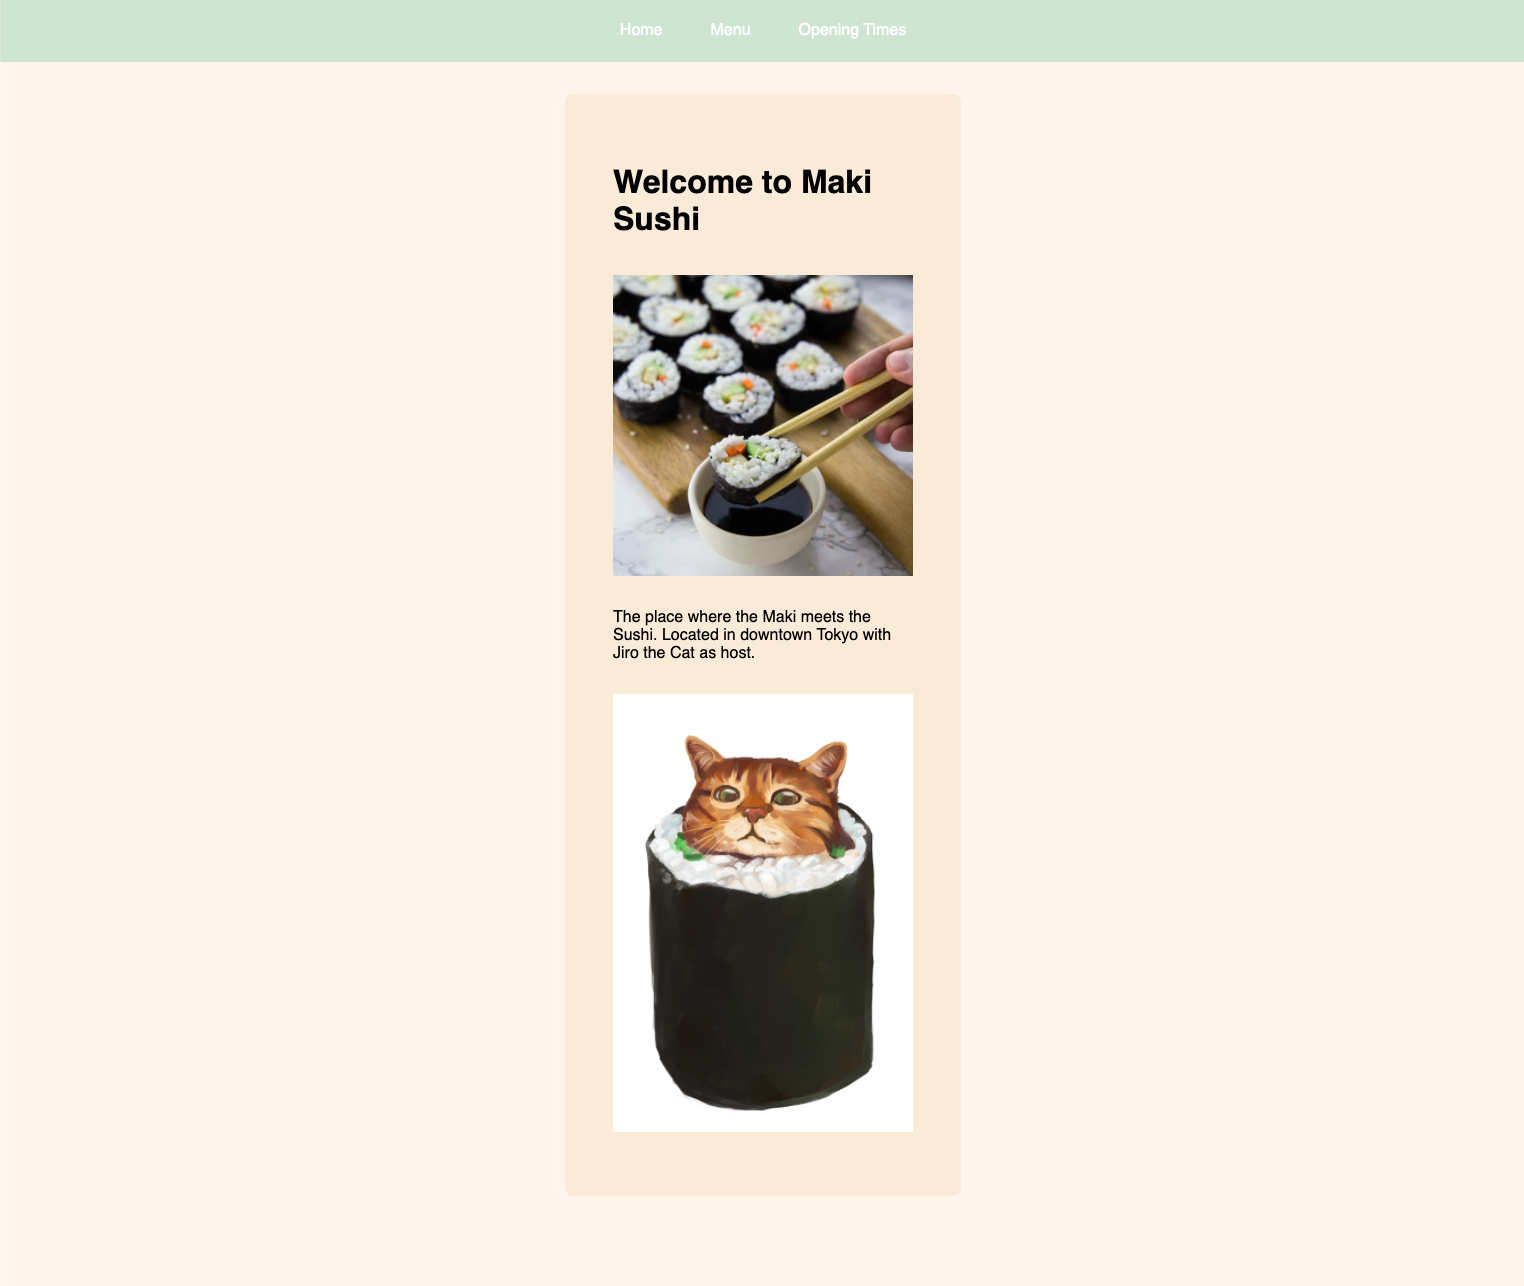 Home Menu Opening Times
Welcome to Maki
Sushi
The place where the Maki meets the
Sushi. Located in downtown Tokyo with
Jiro the Cat as host.